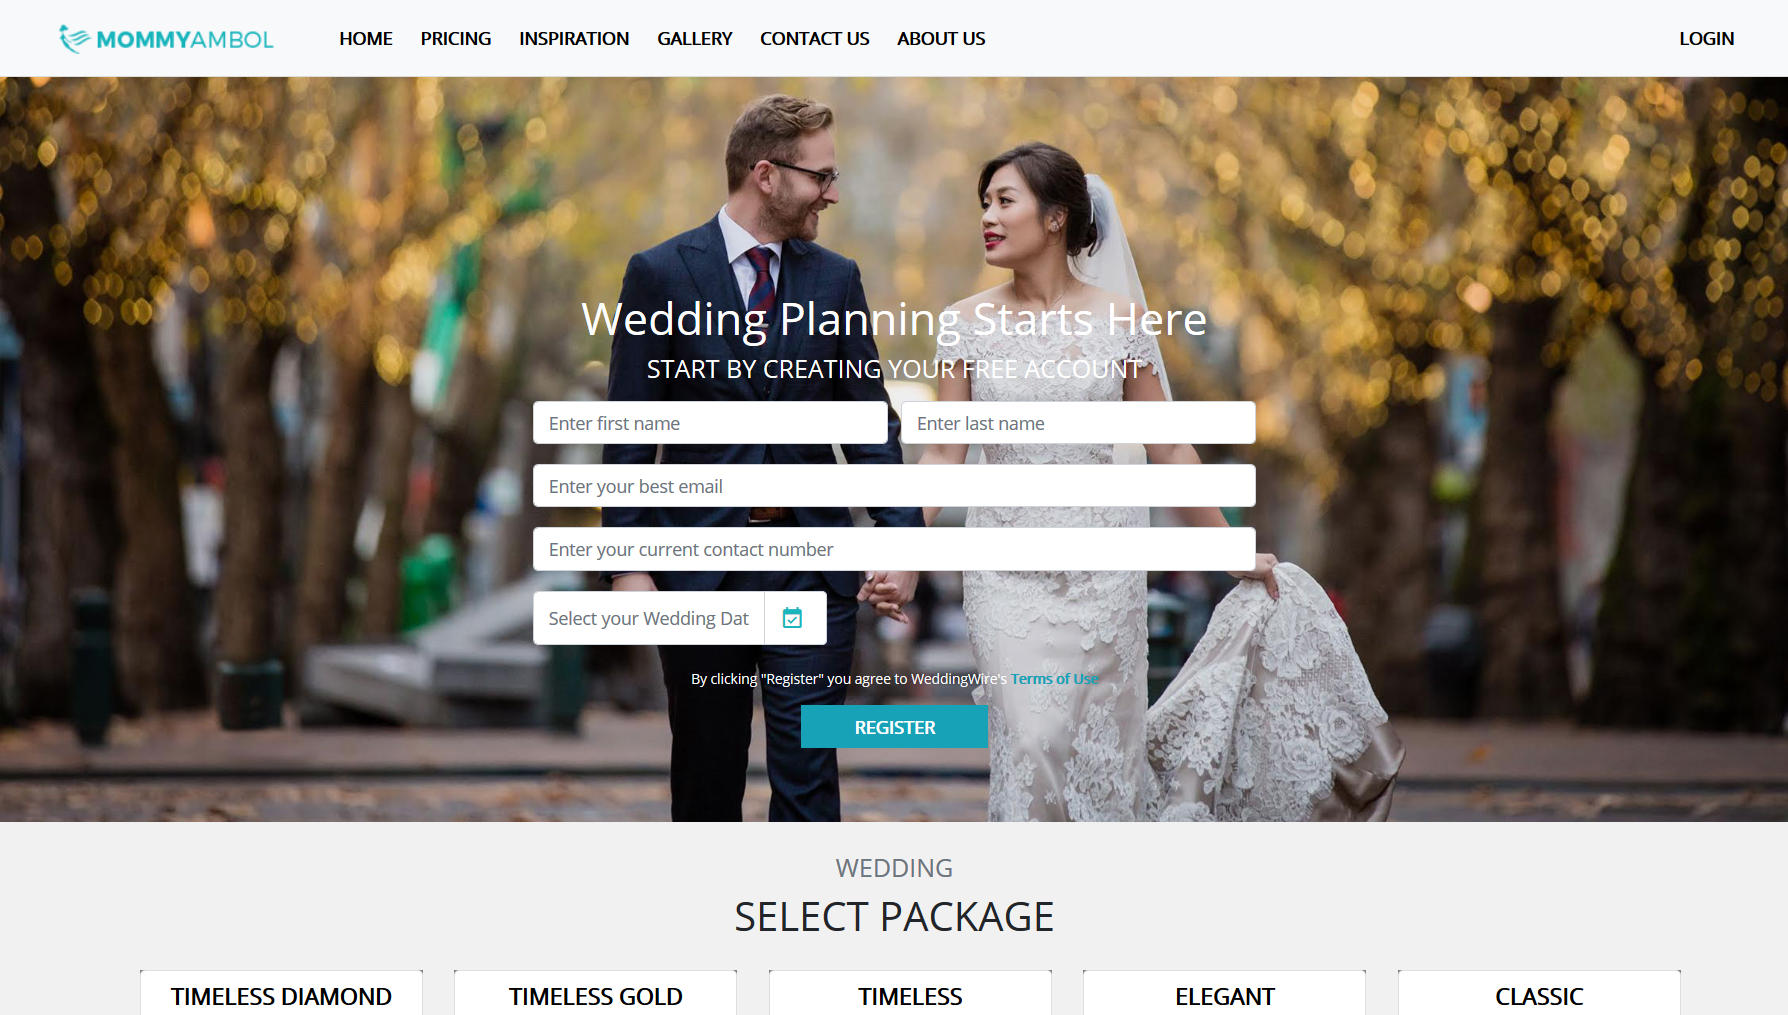 MOMMYAMBOL
HOME PRICING INSPIRATION GALLERY CONTACT US ABOUT US LOGIN
Wedding Planning Starts Here
START BY CREATING YOUR FREE ACCOUNT
Enter first name Enter last name
Enter your best email
Enter your current contact number
Select your Wedding Dat
By clicking "Register" you agree to WeddingWire's Terms of Use
REGISTER
WEDDING
SELECT PACKAGE
TIMELESS DIAMOND TIMELESS GOLD TIMELESS ELEGANT CLASSIC